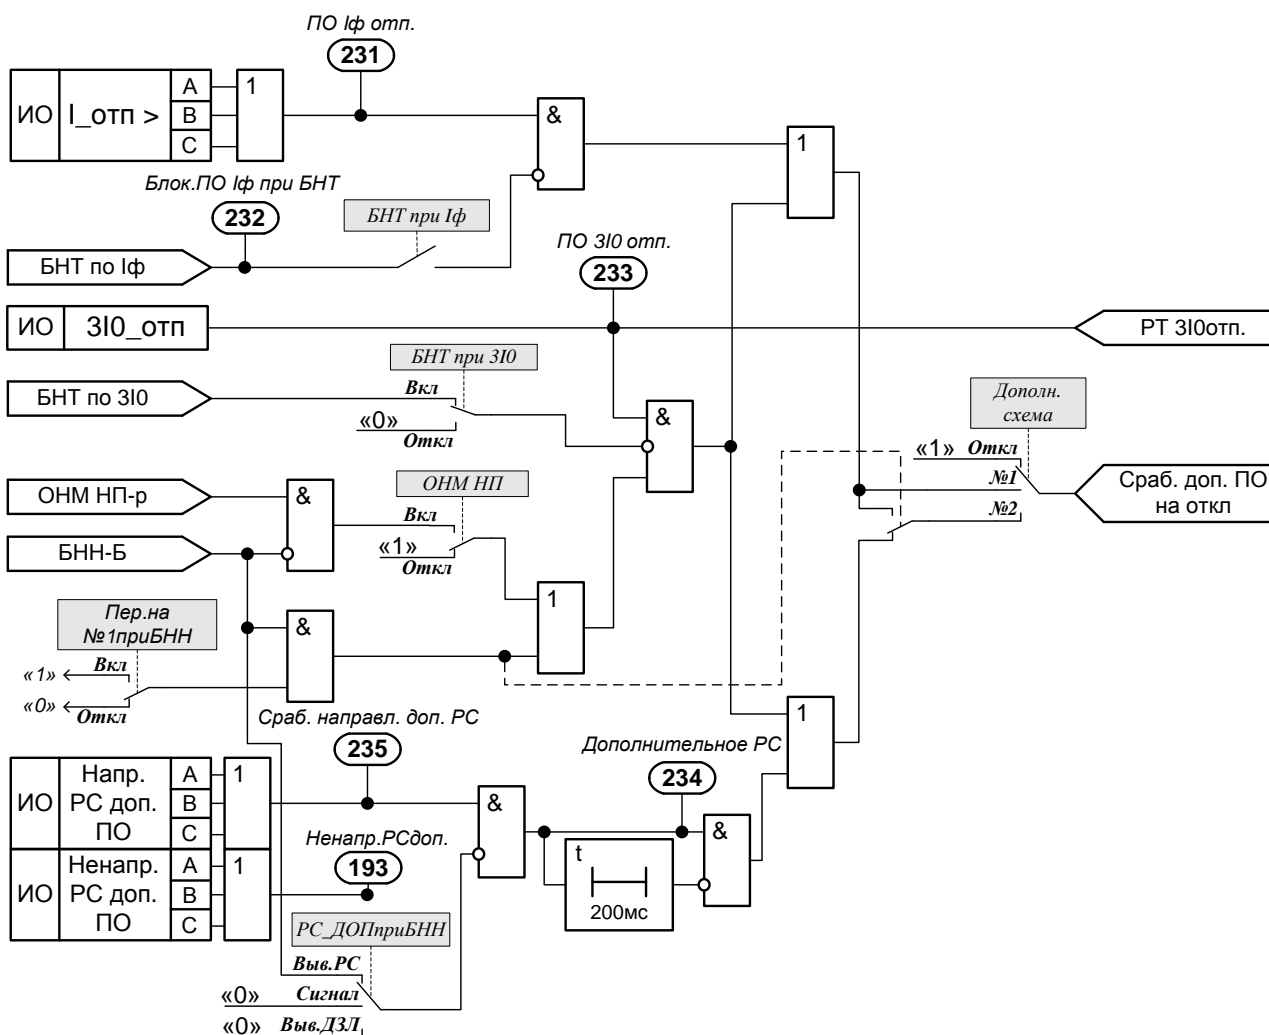 ПО Iф отп.
231
ИО
I_отп >
A
B
C
1
&
1
Блок.ПО Iф при БНТ
232
БНТ при Iф
БНТ по Iф
ПО 3I0 отп.
233
ИО
3I0_отп
РТ 3I0отп.
БНТ при 3I0
БНТ по 3I0
Вкл
«0»
Откл
&
Дополн.
схема
«1» Откл
№1
№2
Сраб. доп. ПО
на откл
ОНМ НП-р
&
ОНМ НП
Вкл
«1»
Откл
БНН-Б
1
Пер.на
№1приБНН
&
«1»
Вкл
«0»
Откл
Сраб. направл. доп. РС
235
Дополнительное РС
234
1
ИО
Напр.
РС доп.
ПО
A
B
C
1
&
&
Ненапр.РСдоп.
193
ИО
Ненапр.
РС доп.
ПО
A
B
C
1
t
200мс
РС_ДОПприБНН
Выв.РС
«0» Сигнал
«0» Выв.ДЗЛ